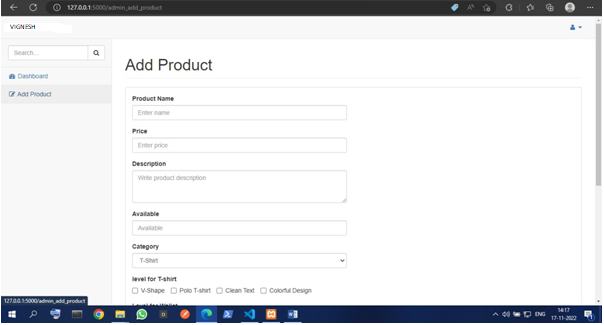 127.0.0.1:5000/admin_add_product
VIGNESH
Search...
Dashboard
Add Product
Add Product
Product Name
Enter name
Price
Enter price
Description
Write product description
Available
Available
Category
T-Shirt
level for T-shirt
V-Shape Polo T-shirt Clean Text Colorful Design
127.0.0.1:5000/admin_add_product
ENG
14:17
17-11-2022